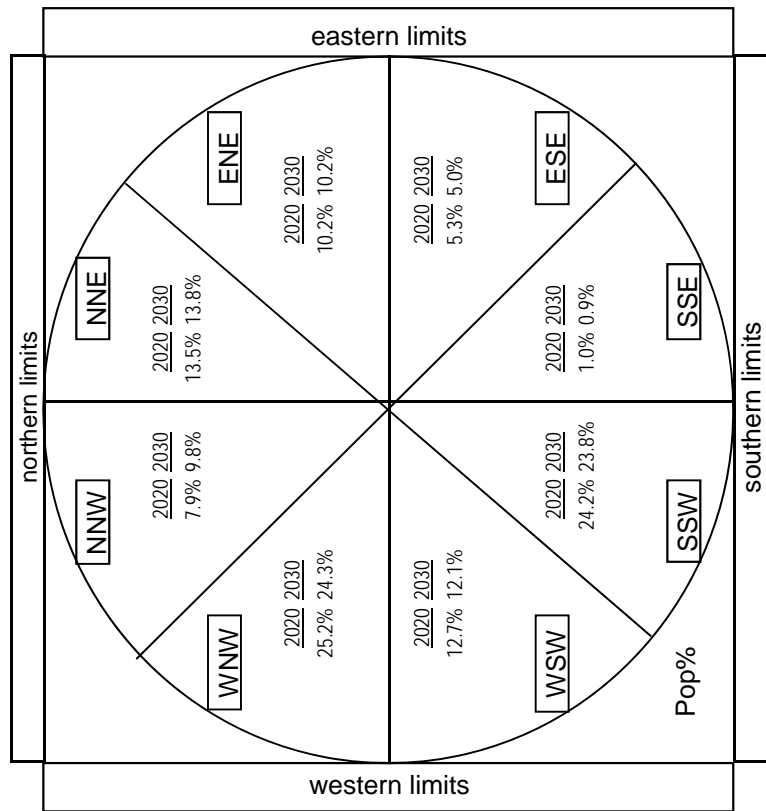 eastern limits
northern limits
ENE
2020 2030
10.2% 10.2%
ESE
2020 2030
5.3% 5.0%
NNE
2020 2030
13.5% 13.8%
SSE
2020 2030
1.0% 0.9%
NNW
2020 2030
7.9% 9.8%
SSW
2020 2030
24.2% 23.8%
WNW
2020 2030
25.2% 24.3%
WSW
2020 2030
12.7% 12.1%
Pop%
southern limits
western limits